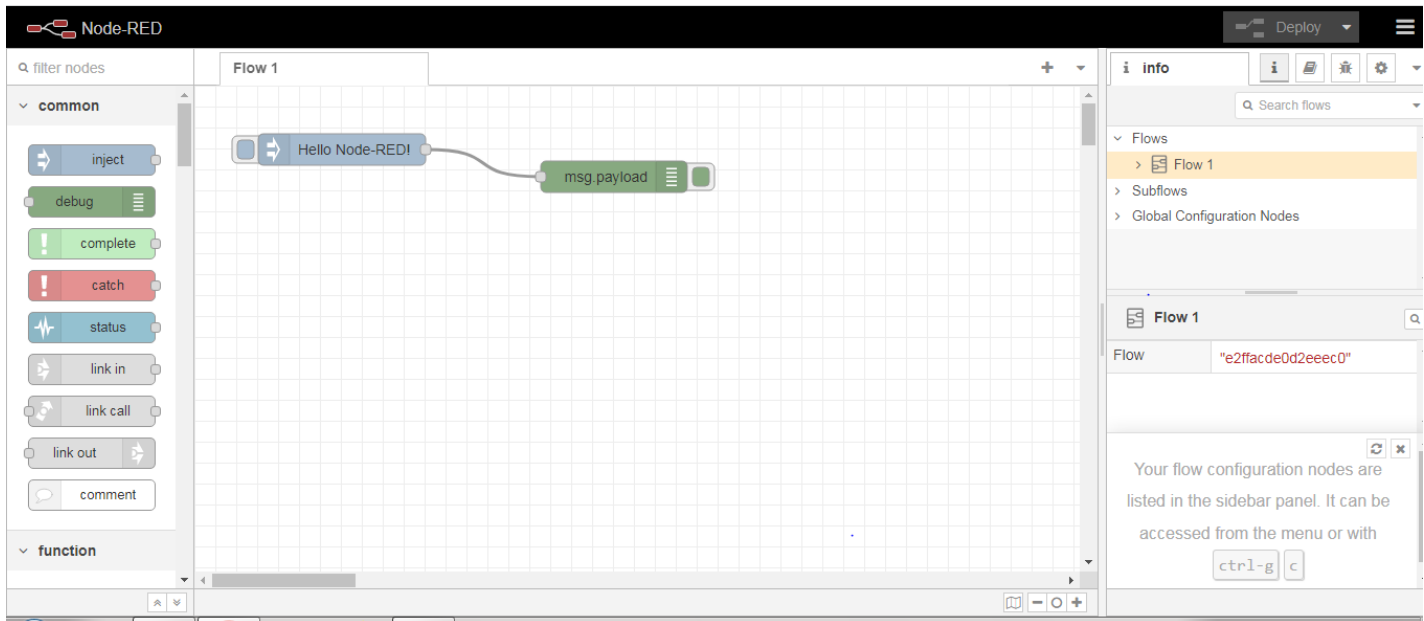 Node-RED
Deploy
filter nodes
Flow 1
i info
i
Search flows
common
inject
debug
complete
catch
status
link in
link call
link out
comment
function
Hello Node-RED!
msg.payload
Flows
Flow 1
Subflows
Global Configuration Nodes
Flow 1
Flow "e2ffacde0d2eeec0"
Your flow configuration nodes are
listed in the sidebar panel. It can be
accessed from the menu or with
ctrl-g c